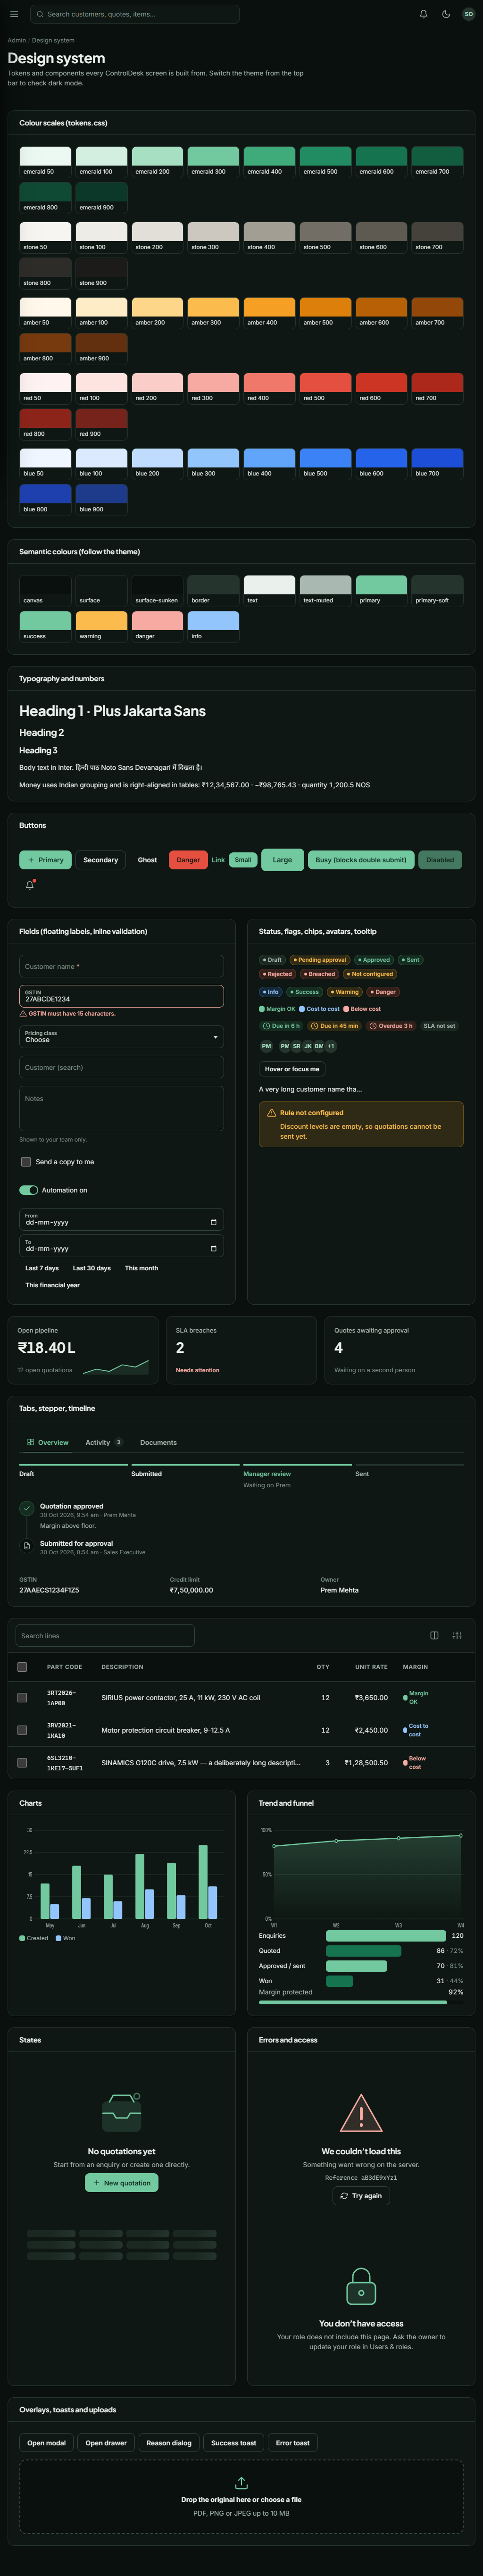 Search customers, quotes, items...
SO
Admin / Design system
Design system
Tokens and components every ControlDesk screen is built from. Switch the theme from the top
bar to check dark mode.
Colour scales (tokens.css)
emerald 50
emerald 100
emerald 200
emerald 300
emerald 400
emerald 500
emerald 600
emerald 700
emerald 800
emerald 900
stone 50
stone 100
stone 200
stone 300
stone 400
stone 500
stone 600
stone 700
stone 800
stone 900
amber 50
amber 100
amber 200
amber 300
amber 400
amber 500
amber 600
amber 700
amber 800
amber 900
red 50
red 100
red 200
red 300
red 400
red 500
red 600
red 700
red 800
red 900
blue 50
blue 100
blue 200
blue 300
blue 400
blue 500
blue 600
blue 700
blue 800
blue 900
Semantic colours (follow the theme)
canvas
surface
surface-sunken
border
text
text-muted
primary
primary-soft
success
warning
danger
info
Typography and numbers
Heading 1 · Plus Jakarta Sans
Heading 2
Heading 3
Body text in Inter. हिन्दी पाठ Noto Sans Devanagari में दिखता है।
Money uses Indian grouping and is right-aligned in tables: ₹12,34,567.00 · −₹98,765.43 · quantity 1,200.5 NOS
Buttons
+ Primary
Secondary
Ghost
Danger
Link
Small
Large
Busy (blocks double submit)
Disabled
Fields (floating labels, inline validation)
Customer name *
GSTIN
27ABCDE1234
GSTIN must have 15 characters.
Pricing class
Choose
Customer (search)
Notes
Shown to your team only.
Send a copy to me
Automation on
From
dd-mm-yyyy
To
dd-mm-yyyy
Last 7 days
Last 30 days
This month
This financial year
Status, flags, chips, avatars, tooltip
Draft
Pending approval
Approved
Sent
Rejected
Breached
Not configured
Info
Success
Warning
Danger
Margin OK
Cost to cost
Below cost
Due in 6 h
Due in 45 min
Overdue 3 h
SLA not set
PM
PM
SR
JK
BM
+1
Hover or focus me
A very long customer name tha...
Rule not configured
Discount levels are empty, so quotations cannot be
sent yet.
Open pipeline
₹18.40 L
12 open quotations
SLA breaches
2
Needs attention
Quotes awaiting approval
4
Waiting on a second person
Tabs, stepper, timeline
Overview
Activity 3
Documents
Draft
Submitted
Manager review
Waiting on Prem
Sent
Quotation approved
30 Oct 2026, 9:54 am · Prem Mehta
Margin above floor.
Submitted for approval
30 Oct 2026, 8:54 am · Sales Executive
GSTIN
27AAECS1234F1Z5
Credit limit
₹7,50,000.00
Owner
Prem Mehta
Search lines
PART CODE
DESCRIPTION
QTY
UNIT RATE
MARGIN
3RT2026-
1AP00
SIRIUS power contactor, 25 A, 11 kW, 230 V AC coil
12
₹3,650.00
Margin
OK
3RV2021-
1KA10
Motor protection circuit breaker, 9–12.5 A
12
₹2,450.00
Cost to
cost
6SL3210-
1KE17-5UF1
SINAMICS G120C drive, 7.5 kW — a deliberately long descripti...
3
₹1,28,500.50
Below
cost
Charts
30
22.5
15
7.5
0
May
Jun
Jul
Aug
Sep
Oct
Created
Won
Trend and funnel
100%
50%
0%
W1
W2
W3
W4
Enquiries
120
Quoted
86 · 72%
Approved / sent
70 · 81%
Won
31 · 44%
Margin protected
92%
States
No quotations yet
Start from an enquiry or create one directly.
+ New quotation
Errors and access
We couldn't load this
Something went wrong on the server.
Try again
You don't have access
Your role does not include this page. Ask the owner to
update your role in Users & roles.
Overlays, toasts and uploads
Open modal
Open drawer
Reason dialog
Success toast
Error toast
Drop the original here or choose a file
PDF, PNG or JPEG up to 10 MB